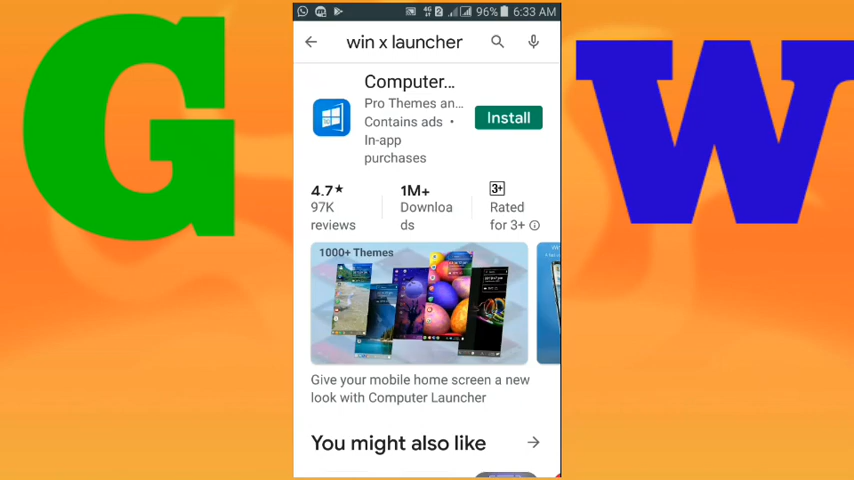 G
W
4G
2
96%
6:33 AM
win x launcher
Computer...
Pro Themes an...
Contains ads •
In-app
purchases
Install
4.7★
97K
reviews
1M+
Downloa
ds
3+
Rated
for 3+
1000+ Themes
Give your mobile home screen a new
look with Computer Launcher
You might also like